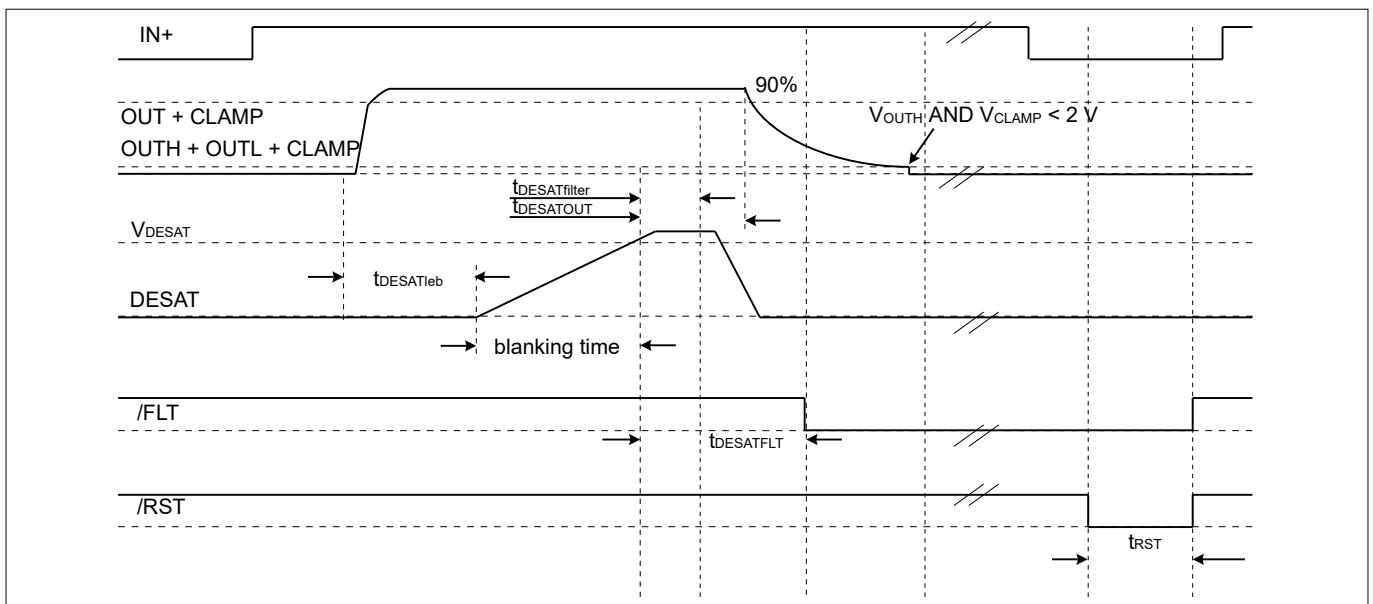 IN+
90%
OUT + CLAMP
VOUTH AND VCLAMP < 2 V
OUTH + OUTL + CLAMP
tDESATfilter
tDESATOUT
VDESAT
tDESATleb
DESAT
blanking time
/FLT
tDESATFLT
/RST
tRST